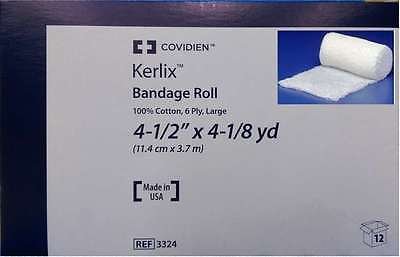 COVIDIEN™
Kerlix™
Bandage Roll
100% Cotton, 6 Ply, Large
4-1/2” x 4-1/8 yd
(11.4 cm x 3.7 m)
Made in
USA
REF 3324
12